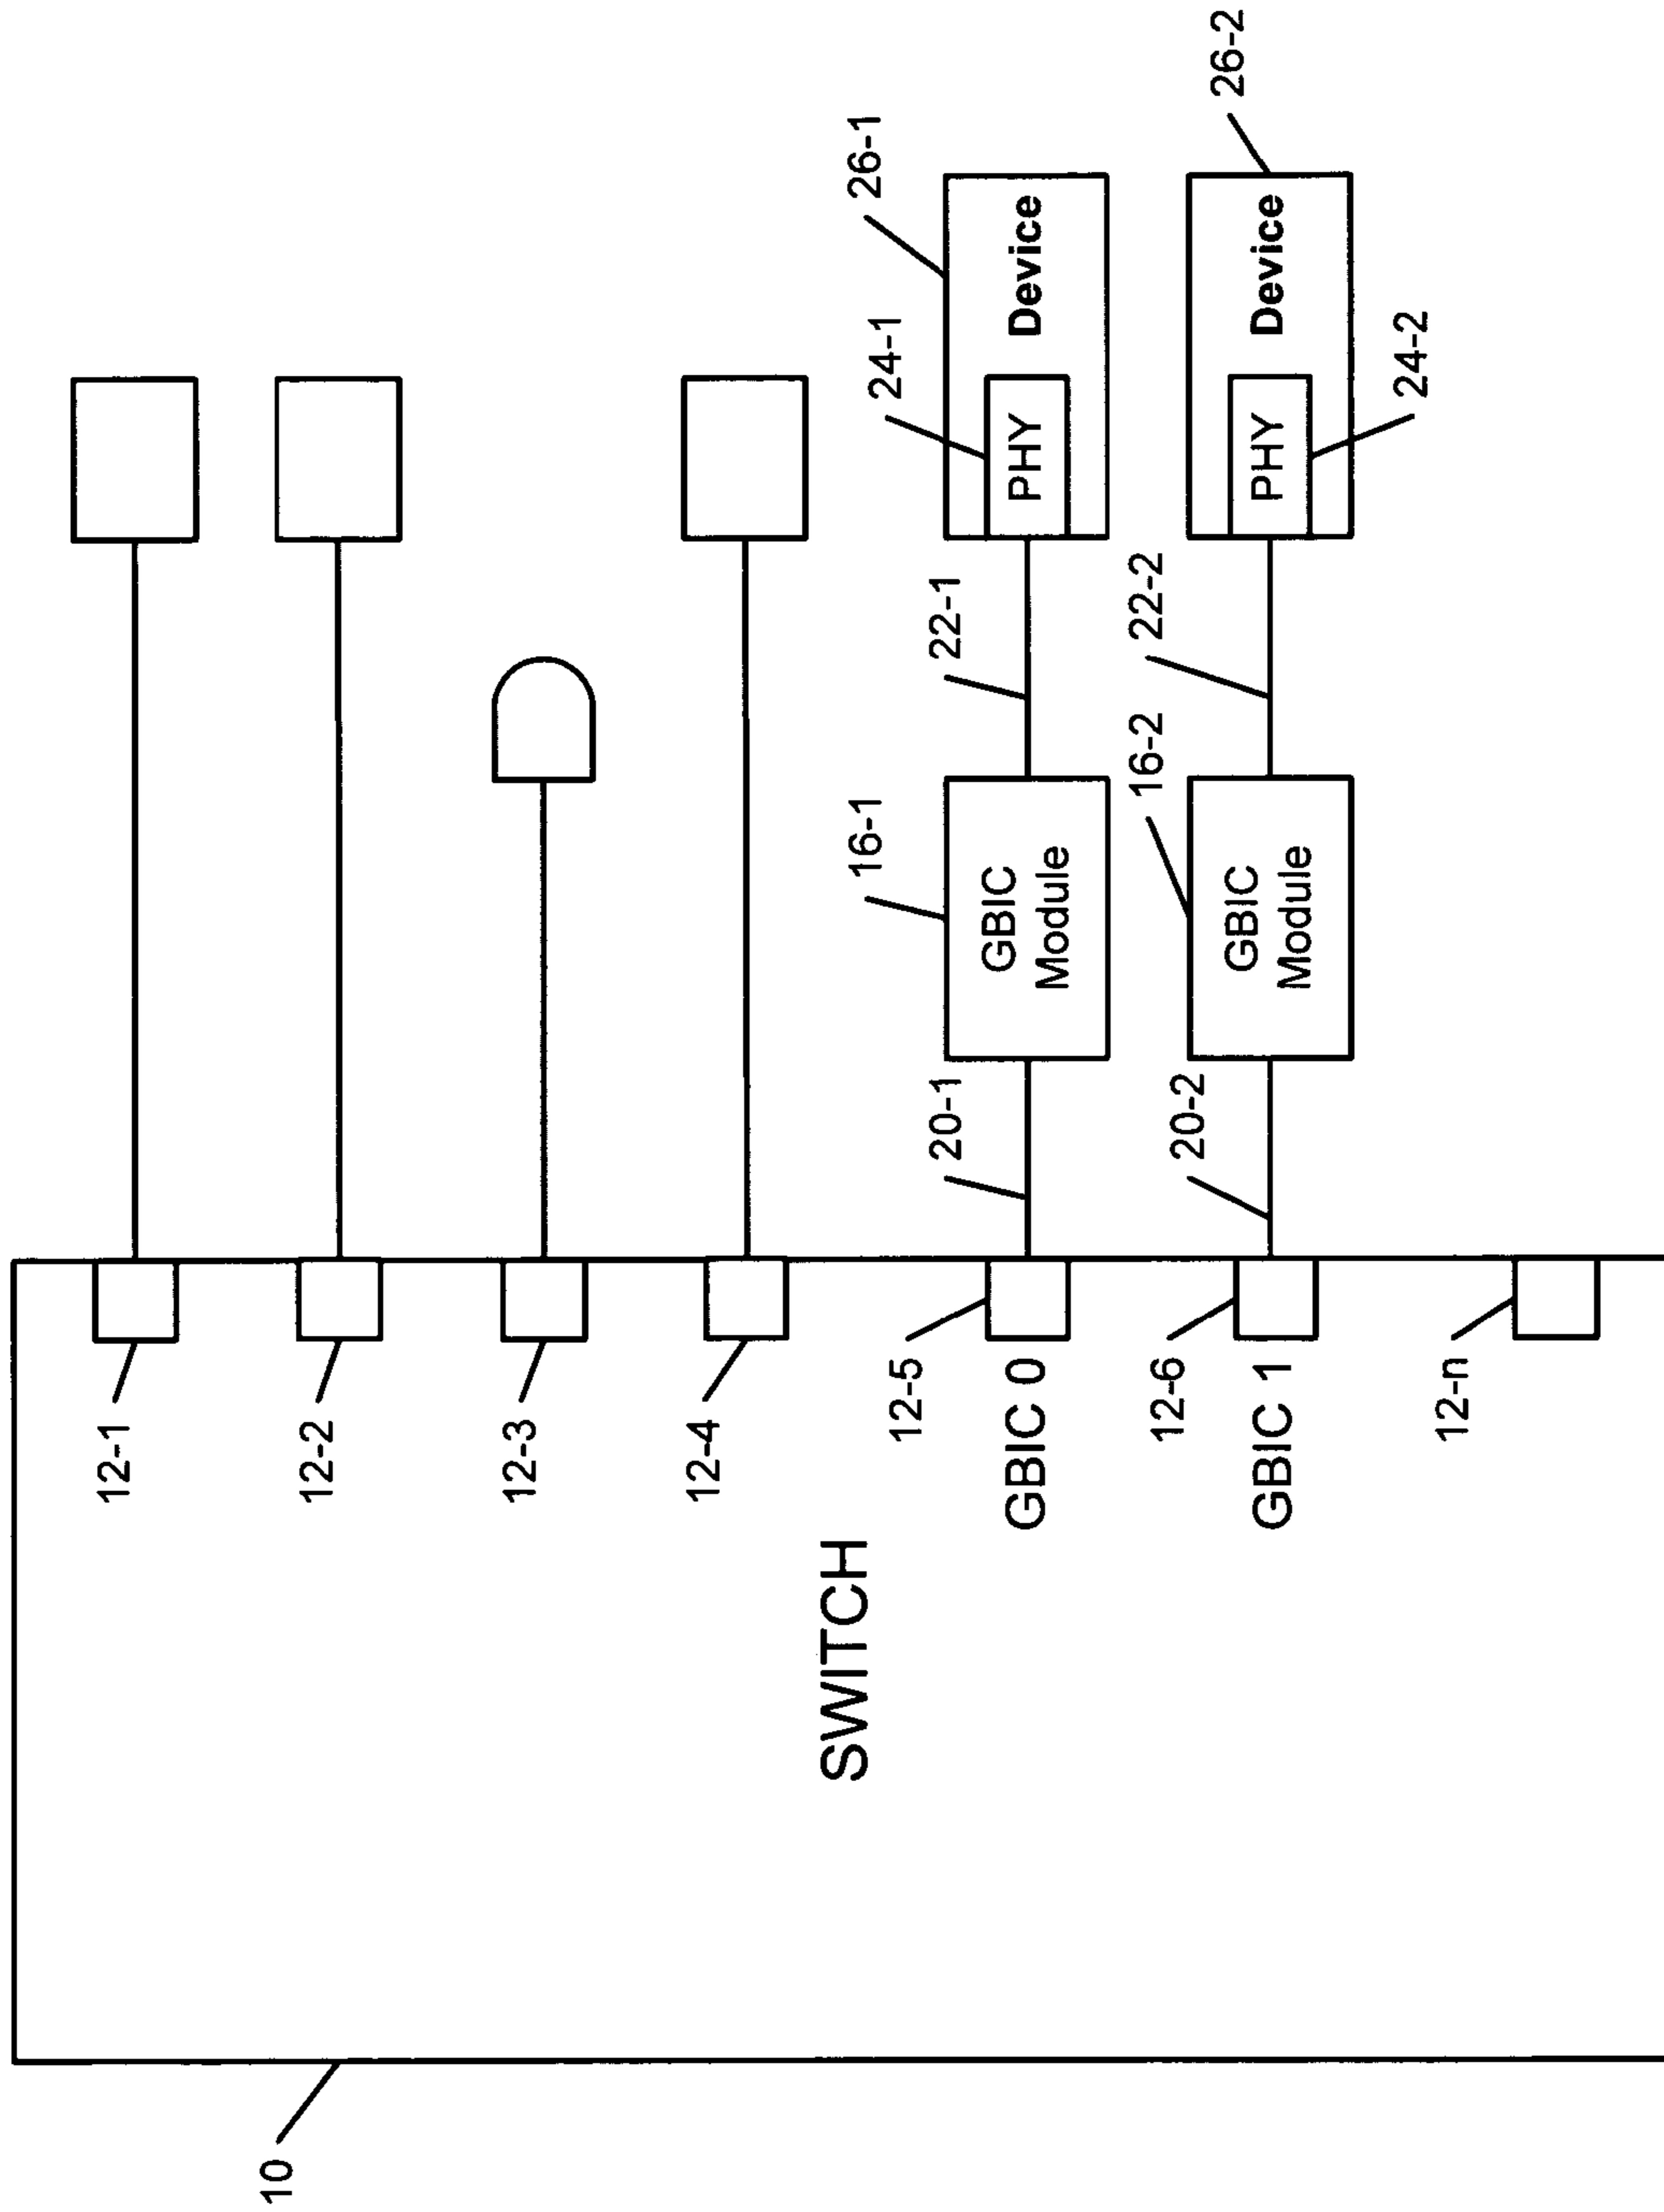 10
SWITCH
12-1
12-2
12-3
12-4
12-5
GBIC 0
12-6
GBIC 1
12-n
20-1
20-2
16-1
GBIC
Module
16-2
GBIC
Module
22-1
22-2
24-1
PHY
Device
26-1
24-2
PHY
Device
26-2